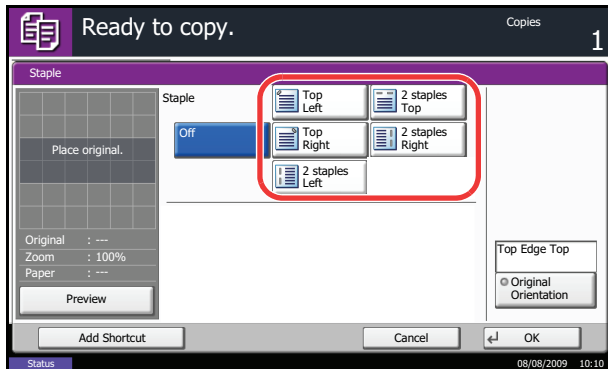 Ready to copy.
Copies
1
Staple
Place original.
Original : ---
Zoom : 100%
Paper : ---
Preview
Staple
Off
Top
Left
2 staples
Top
Top
Right
2 staples
Right
2 staples
Left
Top Edge Top
Original
Orientation
Add Shortcut
Cancel
OK
Status
08/08/2009 10:10